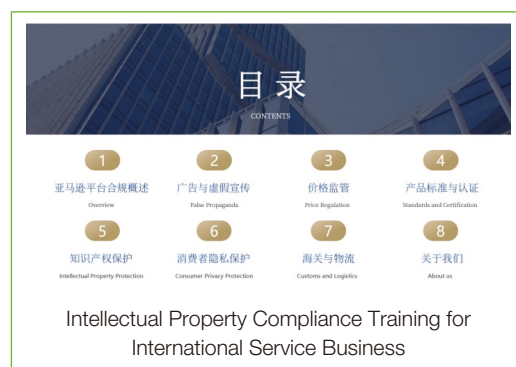 目录
CONTENTS
1 2 3 4
亚马逊平台合规概述 广告与虚假宣传 价格监管 产品标准与认证
Overview False Propaganda Price Regulation Standards and Certification
5 6 7 8
知识产权保护 消费者隐私保护 海关与物流 关于我们
Intellectual Property Protection Consumer Privacy Protection Customs and Logistics About us
Intellectual Property Compliance Training for
International Service Business